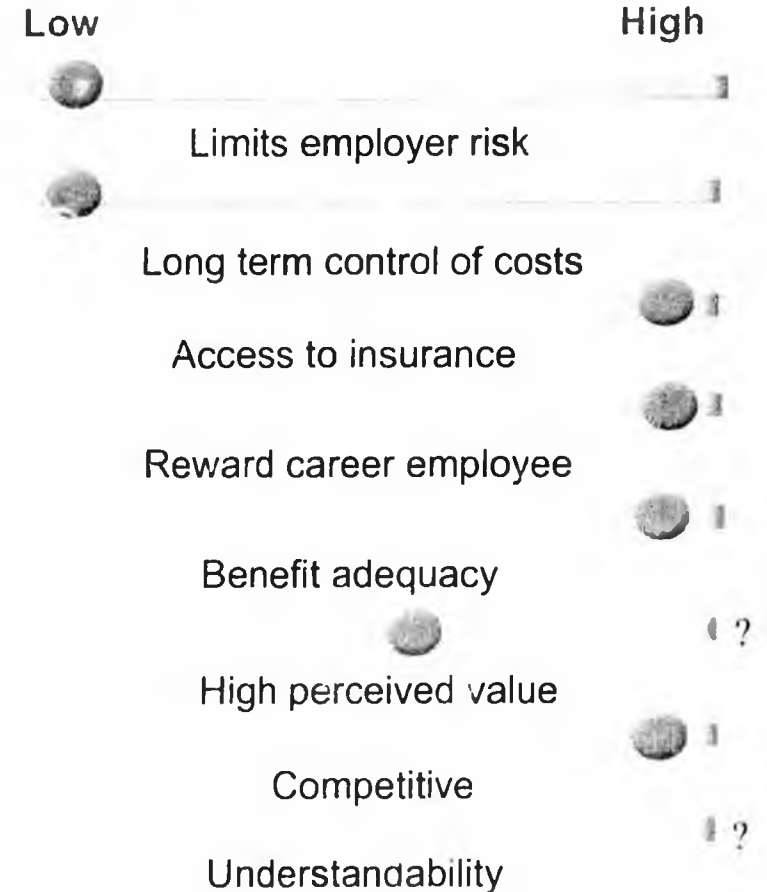 Low High
Limits employer risk
Long term control of costs
Access to insurance
Reward career employee
Benefit adequacy
?
High perceived value
Competitive
?
Understandability